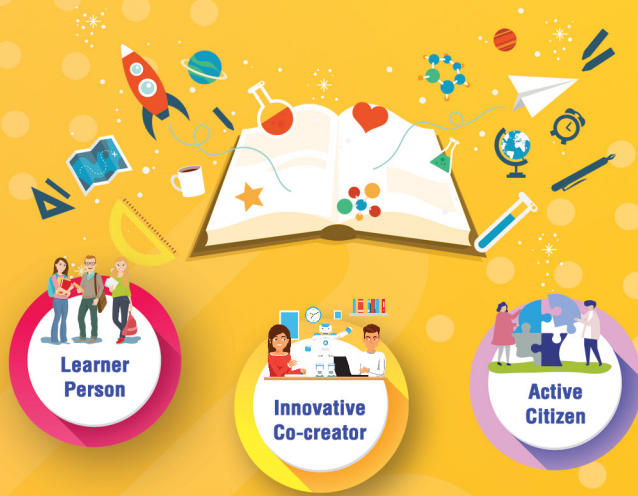 Learner
Person
Innovative
Co-creator
Active
Citizen